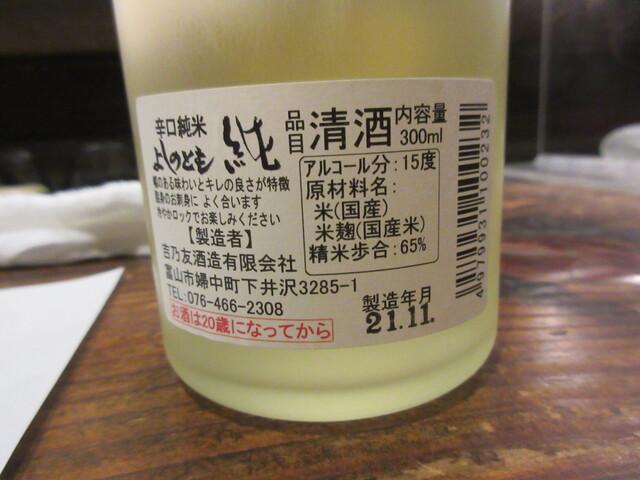 辛口純米
よしのとも 純
のある味わいとキレの良さが特徴
身のお刺身に よく合います
冷やかロックでお楽しみください
【製造者】
吉乃友酒造有限会社
富山市婦中町下井沢3285-1
TEL:076-466-2308
お酒は20歳になってから
品目 清酒 内容量 300ml
アルコール分:15度
原材料名:
米(国産)
米麹(国産米)
精米歩合:65%
製造年月
21.11.
4979931100232